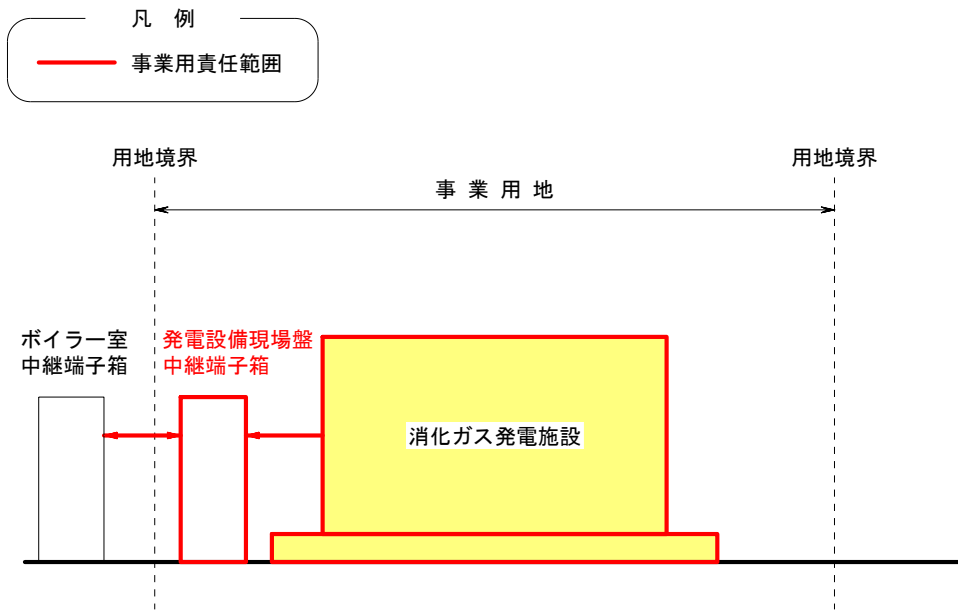 凡 例
事業用責任範囲
用地境界
用地境界
事 業 用 地
ボイラー室
中継端子箱
発電設備現場盤
中継端子箱
消化ガス発電施設